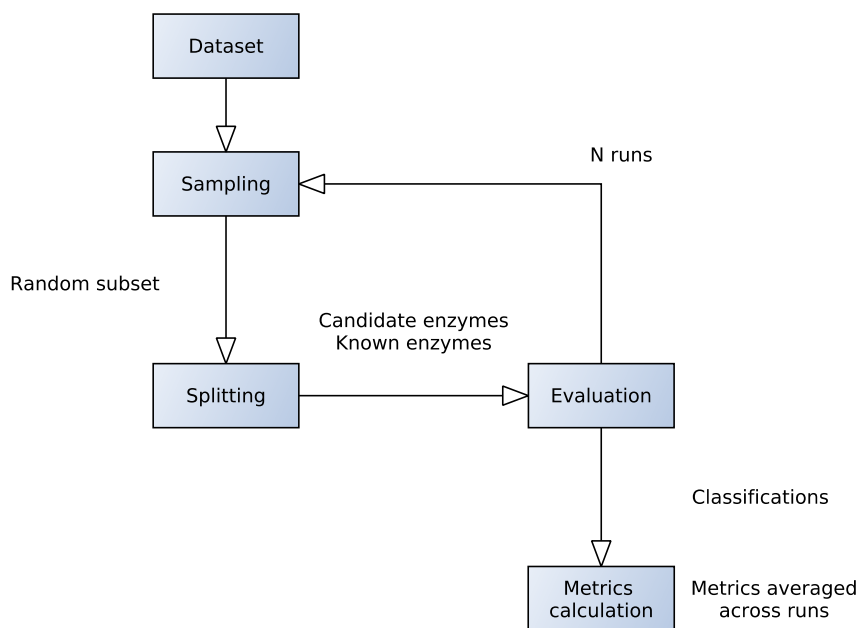 Dataset
N runs
Sampling
Random subset
Candidate enzymes
Known enzymes
Splitting
Evaluation
Classifications
Metrics
calculation
Metrics averaged
across runs